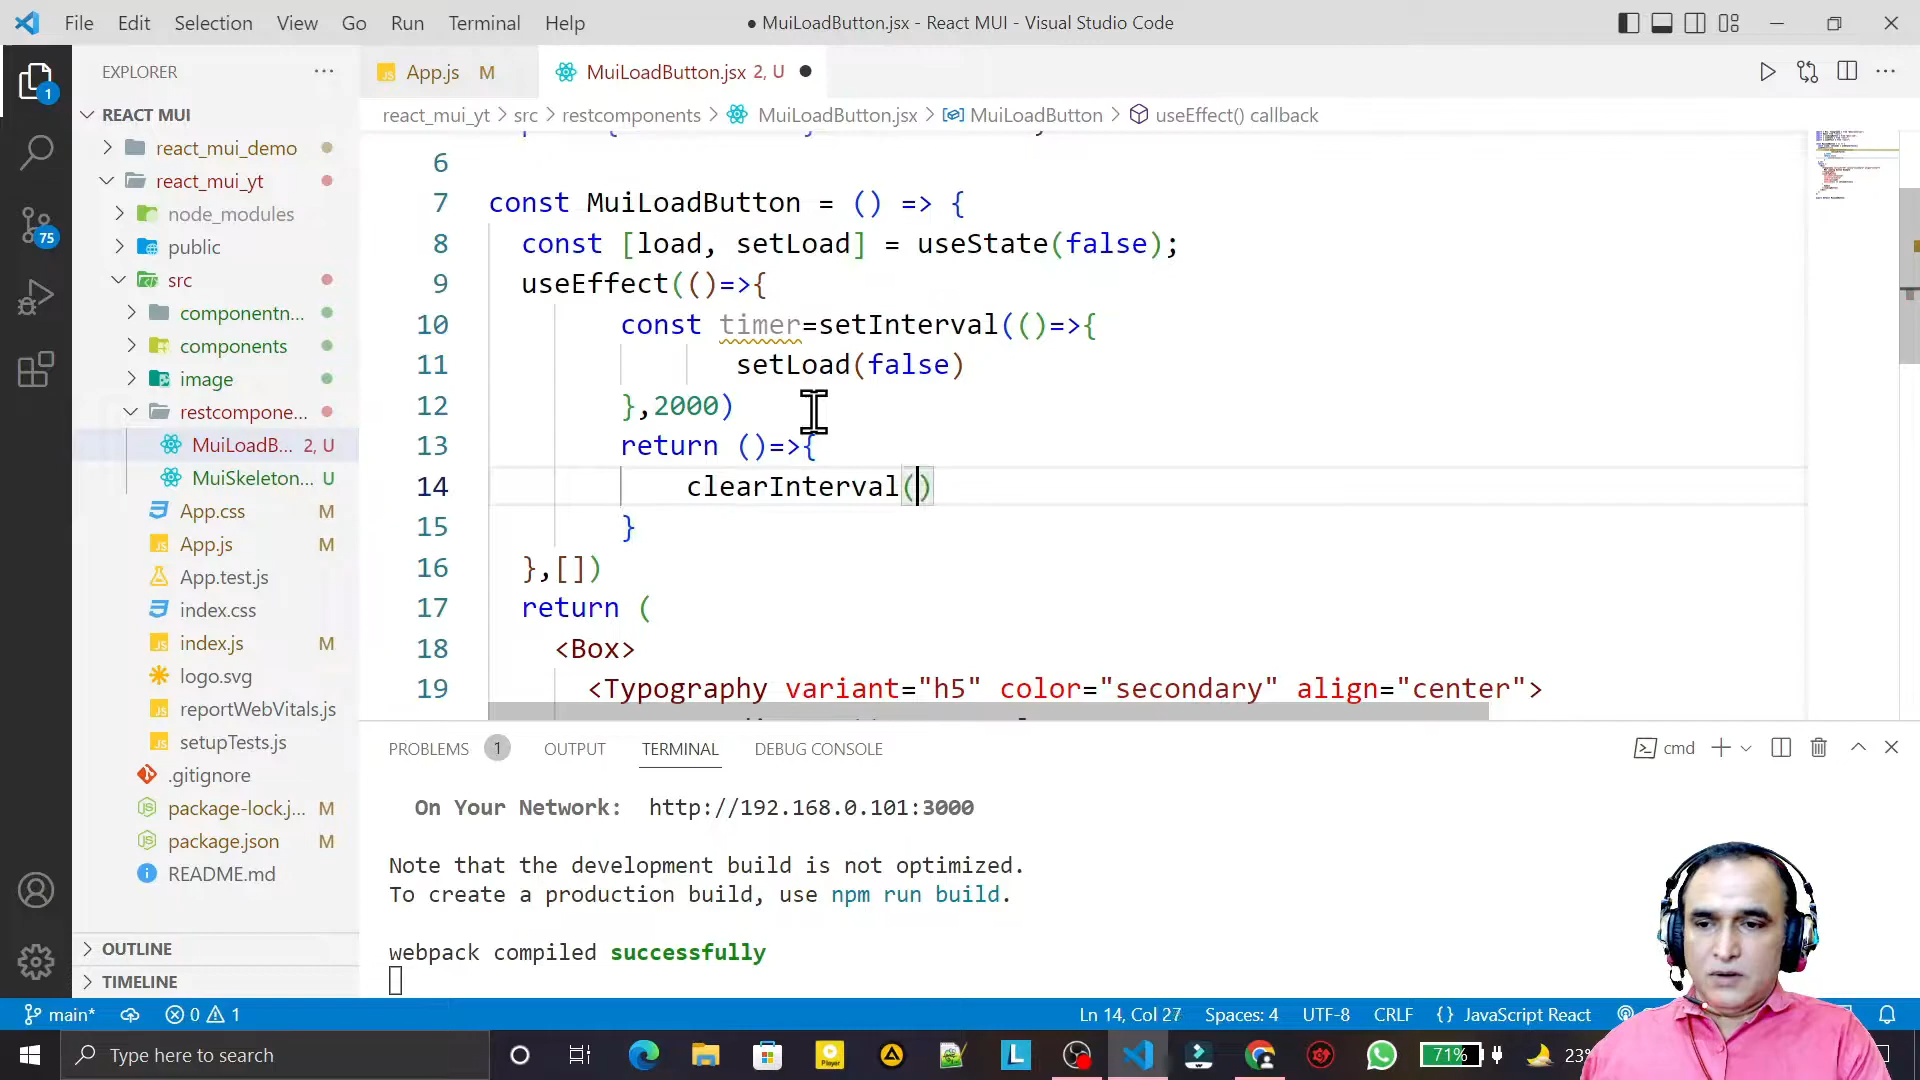 File Edit Selection View Go Run Terminal Help
● MuiLoadButton.jsx - React MUI - Visual Studio Code
EXPLORER
App.js M
MuiLoadButton.jsx 2, U ●
REACT MUI
react_mui_yt > src > restcomponents > MuiLoadButton.jsx > MuiLoadButton > useEffect() callback
react_mui_demo
react_mui_yt
node_modules
public
src
componentn...
components
image
restcompone...
MuiLoadB... 2, U
MuiSkeleton... U
App.css M
App.js M
App.test.js
index.css
index.js M
logo.svg
reportWebVitals.js
setupTests.js
.gitignore
package-lock.j... M
package.json M
README.md
OUTLINE
TIMELINE
1
75
6
7 const MuiLoadButton = () => {
8 const [load, setLoad] = useState(false);
9 useEffect(()=>{
10 const timer=setInterval(()=>{
11 setLoad(false)
12 },2000)
13 return ()=>{
14 clearInterval()
15 }
16 },[])
17 return (
18 <Box>
19 <Typography variant="h5" color="secondary" align="center">
PROBLEMS 1 OUTPUT TERMINAL DEBUG CONSOLE
cmd
On Your Network: http://192.168.0.101:3000
Note that the development build is not optimized.
To create a production build, use npm run build.
webpack compiled successfully
main* 0 1 Ln 14, Col 27 Spaces: 4 UTF-8 CRLF {} JavaScript React
Type here to search
71%